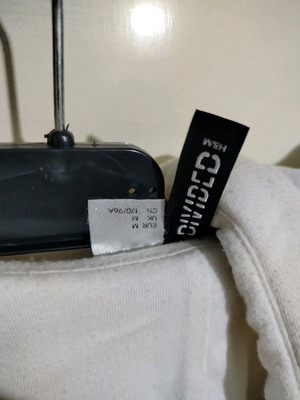 EUR M
UK M
CN 170/96A
DIVIDED
H&M